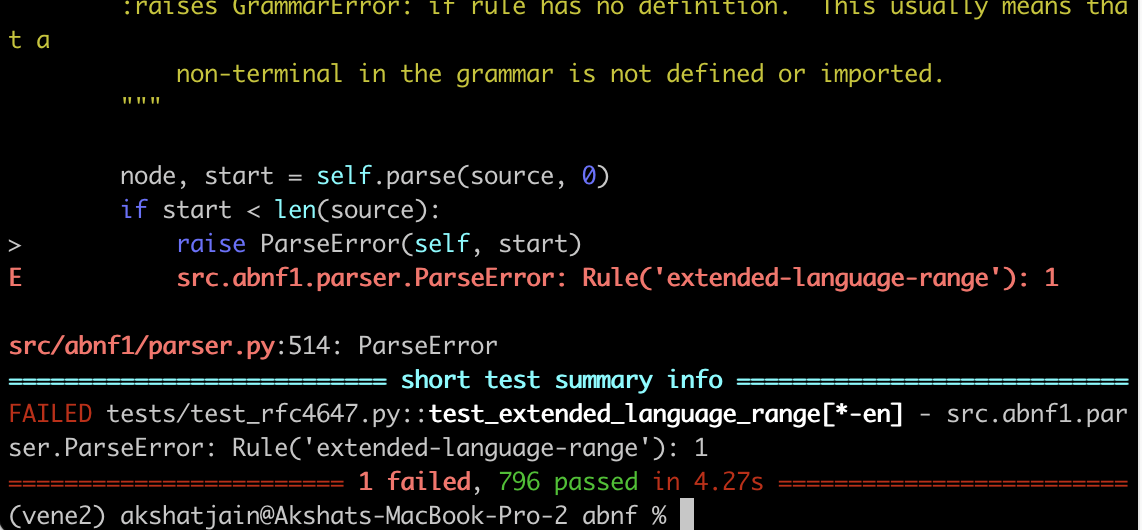 :raises GrammarError: if rule has no definition.  This usually means tha
t a
non-terminal in the grammar is not defined or imported.
"""
node, start = self.parse(source, 0)
if start < len(source):
>           raise ParseError(self, start)
E           src.abnf1.parser.ParseError: Rule('extended-language-range'): 1
src/abnf1/parser.py:514: ParseError
=========================== short test summary info ============================
FAILED tests/test_rfc4647.py::test_extended_language_range[*-en] - src.abnf1.par
ser.ParseError: Rule('extended-language-range'): 1
======================== 1 failed, 796 passed in 4.27s =========================
(vene2) akshatjain@Akshats-MacBook-Pro-2 abnf %